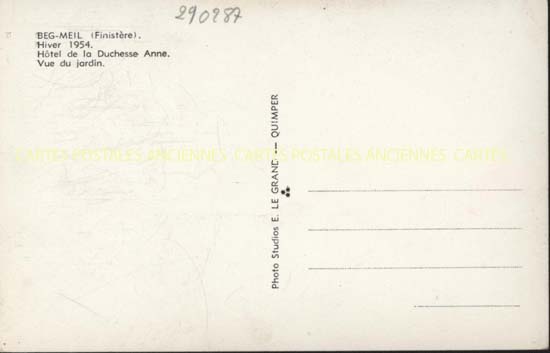 290287
BEG-MEIL (Finistère).
Hiver 1954.
Hôtel de la Duchesse Anne.
Vue du jardin.
CARTES POSTALES ANCIENNES CARTES POSTALES ANCIENNES CARTES
Photo Studios E. LE GRAND --- QUIMPER